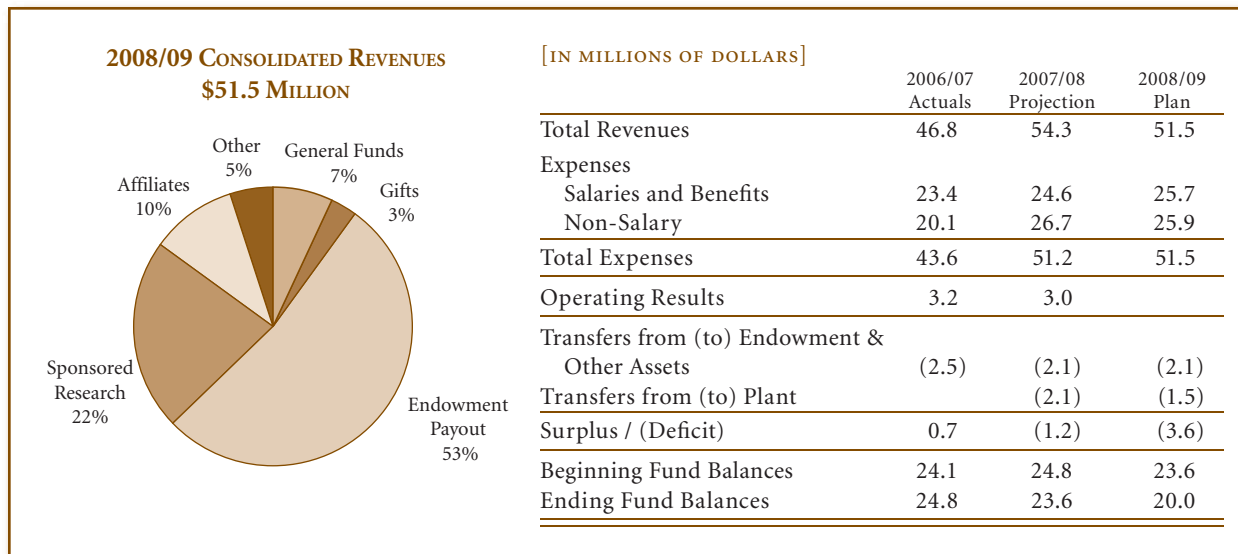 2008/09 Consolidated Revenues
$51.5 Million
Other
5%
General Funds
7%
Gifts
3%
Affiliates
10%
Sponsored
Research
22%
Endowment
Payout
53%
[in millions of dollars]
2006/07 2007/08 2008/09
Actuals Projection Plan
Total Revenues 46.8 54.3 51.5
Expenses
Salaries and Benefits 23.4 24.6 25.7
Non-Salary 20.1 26.7 25.9
Total Expenses 43.6 51.2 51.5
Operating Results 3.2 3.0
Transfers from (to) Endowment &
Other Assets (2.5) (2.1) (2.1)
Transfers from (to) Plant (2.1) (1.5)
Surplus / (Deficit) 0.7 (1.2) (3.6)
Beginning Fund Balances 24.1 24.8 23.6
Ending Fund Balances 24.8 23.6 20.0